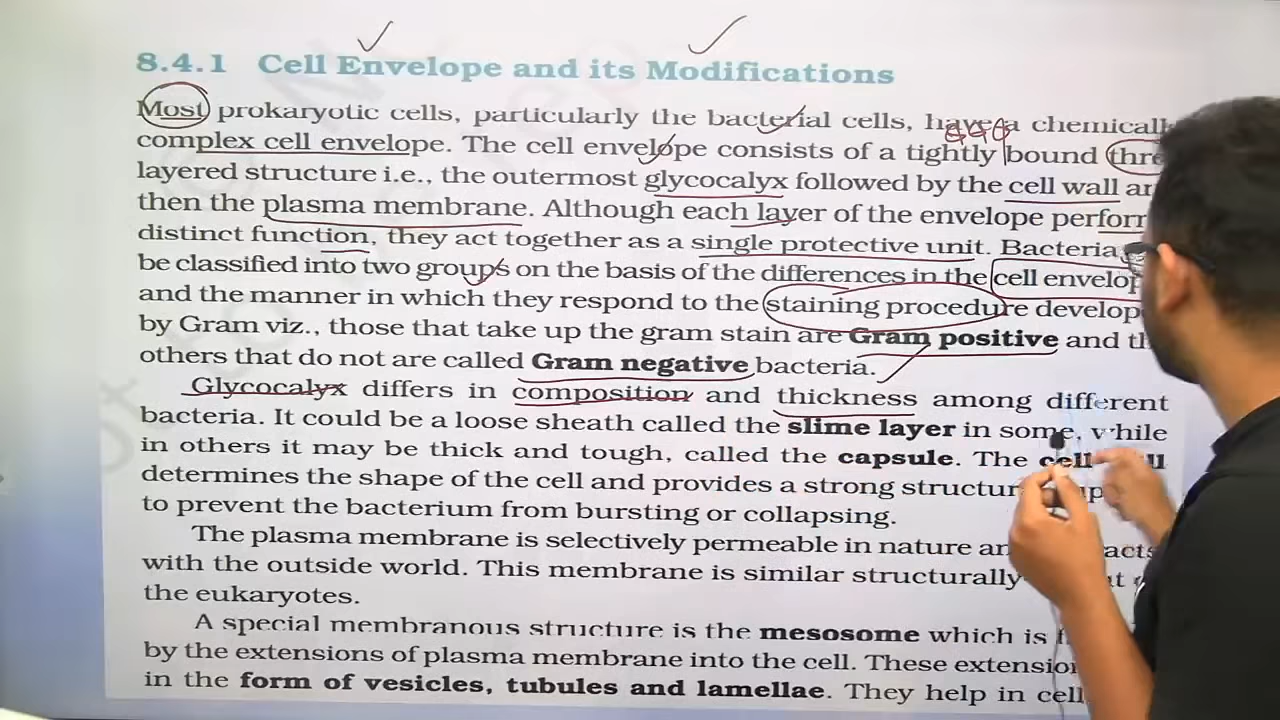 8.4.1 Cell Envelope and its Modifications
Most prokaryotic cells, particularly the bacterial cells, have a
complex cell envelope. The cell envelope consists of a tightly bound
layered structure i.e., the outermost glycocalyx followed by the cell wall
then the plasma membrane. Although each layer of the envelope
distinct function, they act together as a single protective unit. Bacteria
be classified into two groups on the basis of the differences in the cell
and the manner in which they respond to the staining procedure
by Gram viz., those that take up the gram stain are Gram positive and
others that do not are called Gram negative bacteria.
Glycocalyx differs in composition and thickness among different
bacteria. It could be a loose sheath called the slime layer in some, while
in others it may be thick and tough, called the capsule. The cell
determines the shape of the cell and provides a strong
to prevent the bacterium from bursting or collapsing.
The plasma membrane is selectively permeable in nature
with the outside world. This membrane is similar structurally
the eukaryotes.
A special membranous structure is the mesosome which is
by the extensions of plasma membrane into the cell. These
in the form of vesicles, tubules and lamellae. They help in cell